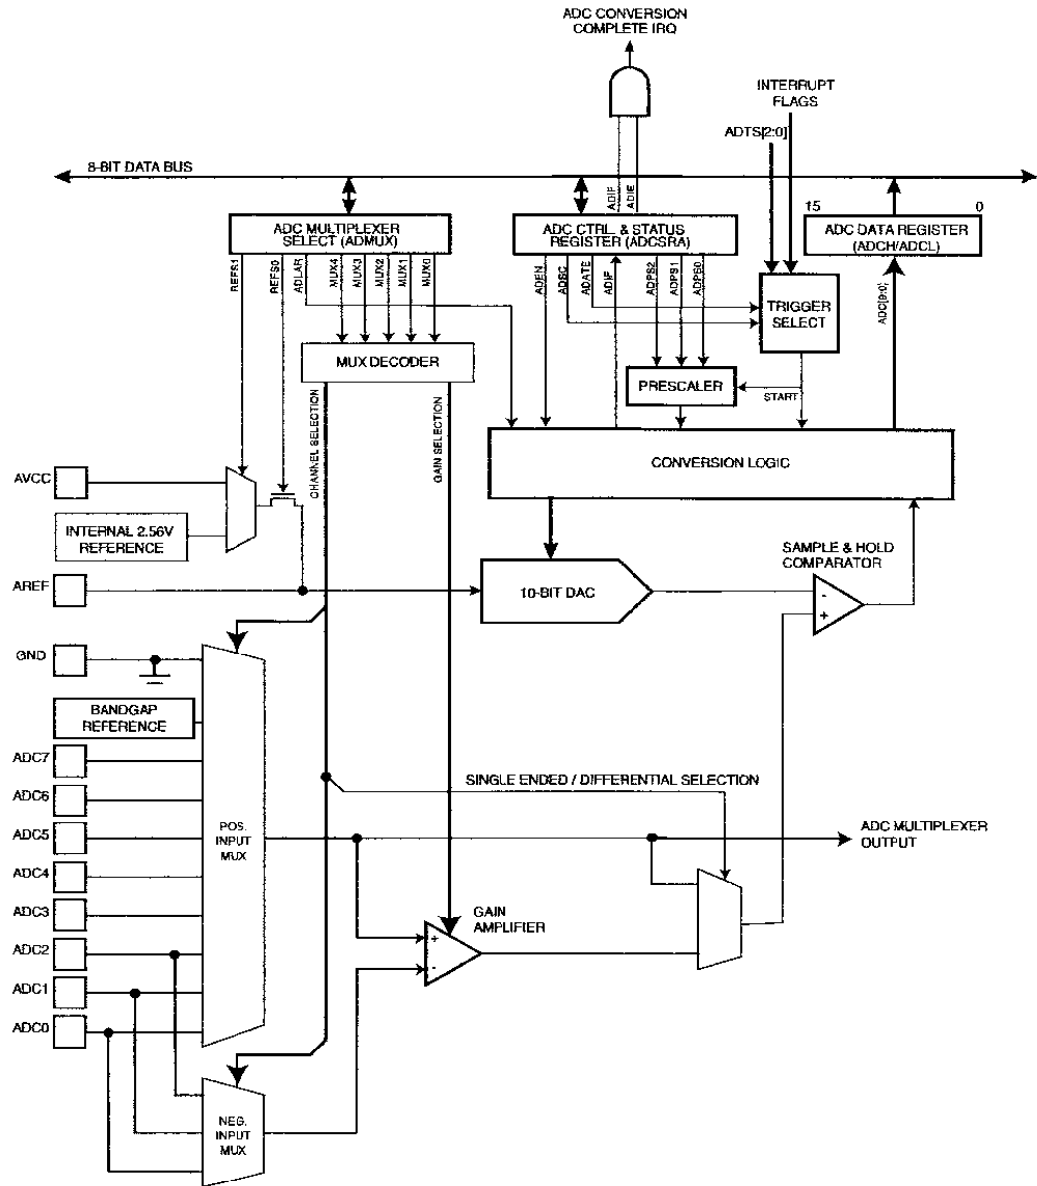 ADC CONVERSION
COMPLETE IRQ
INTERRUPT
FLAGS
ADTS[2:0]
8-BIT DATA BUS
ADIF
ADIE
15
0
ADC MULTIPLEXER
SELECT (ADMUX)
ADC CTRL. & STATUS
REGISTER (ADCSRA)
ADC DATA REGISTER
(ADCH/ADCL)
REFS1
REFS0
ADLAR
MUX4
MUX3
MUX2
MUX1
MUX0
ADEN
ADSC
ADATE
ADIF
ADPS2
ADPS1
ADPS0
ADC[9:0]
TRIGGER
SELECT
MUX DECODER
PRESCALER
START
CHANNEL SELECTION
GAIN SELECTION
CONVERSION LOGIC
AVCC
INTERNAL 2.56V
REFERENCE
SAMPLE & HOLD
COMPARATOR
AREF
10-BIT DAC
-
+
GND
BANDGAP
REFERENCE
ADC7
SINGLE ENDED / DIFFERENTIAL SELECTION
ADC6
ADC5
POS.
INPUT
MUX
ADC MULTIPLEXER
OUTPUT
ADC4
ADC3
GAIN
AMPLIFIER
+
-
ADC2
ADC1
ADC0
NEG.
INPUT
MUX